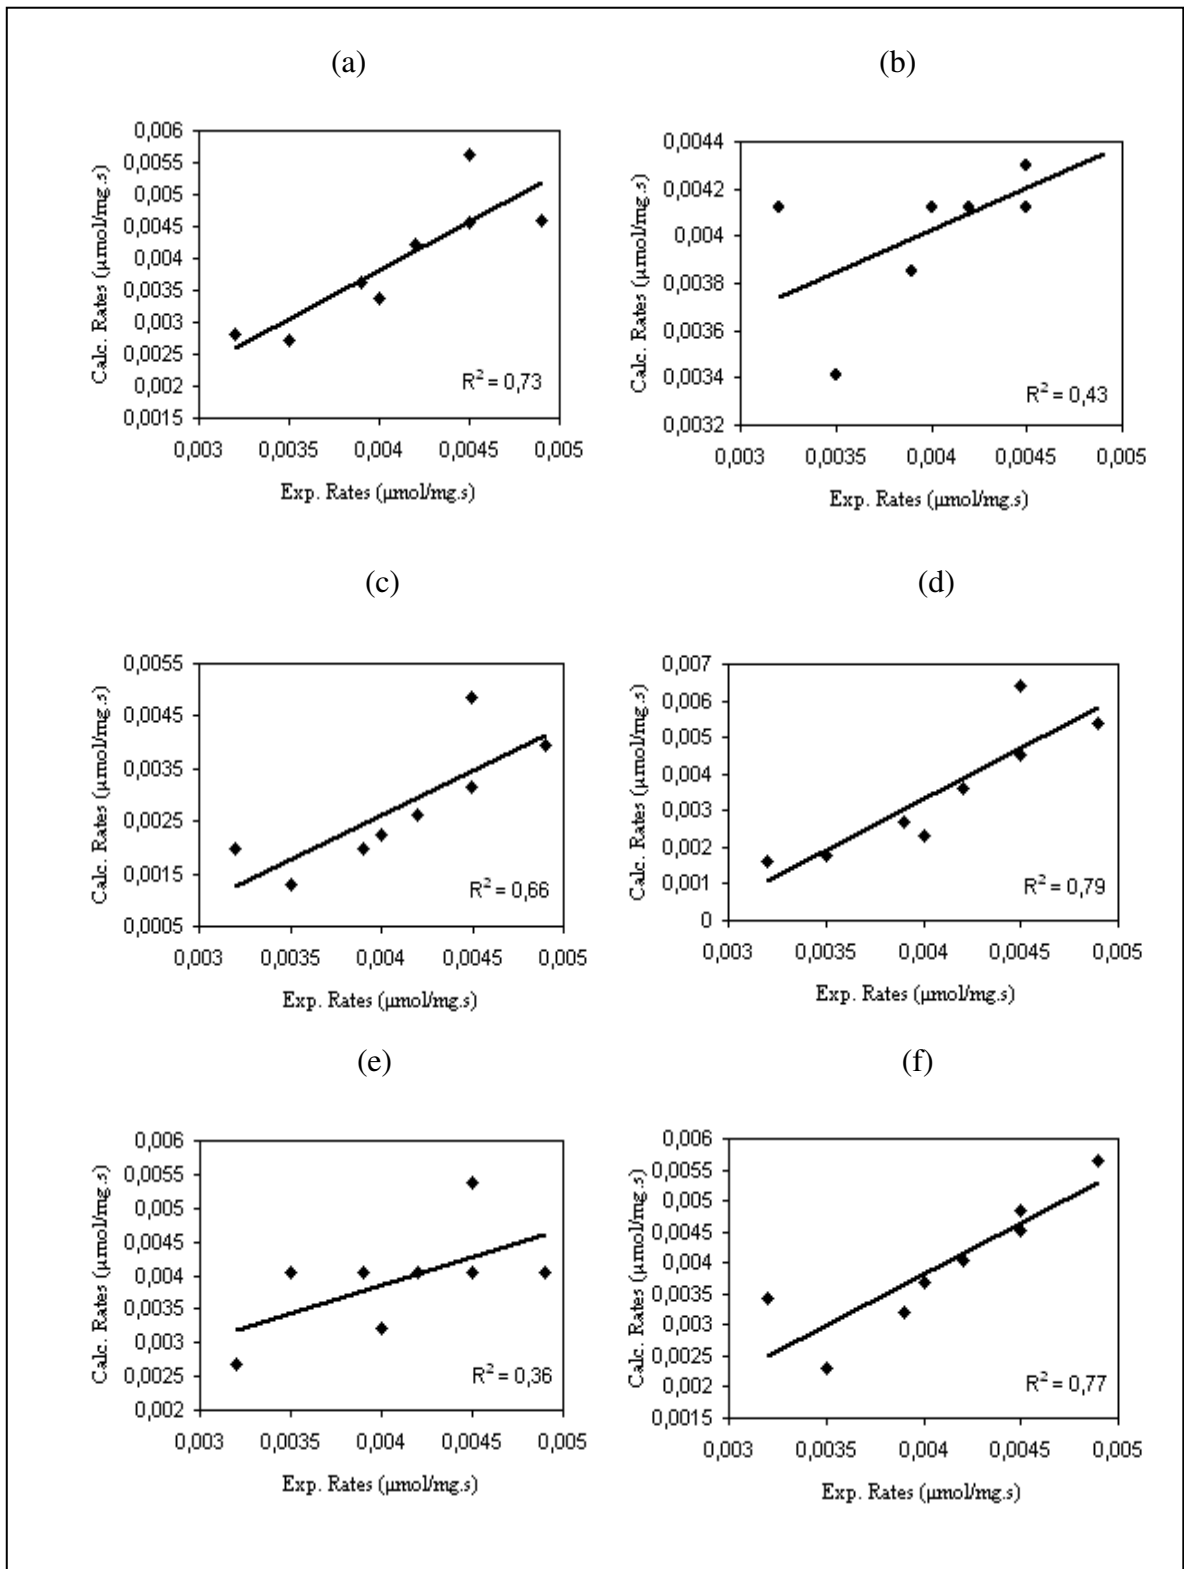 (a)
Calc. Rates (µmol/mg.s)
0,006
0,0055
0,005
0,0045
0,004
0,0035
0,003
0,0025
0,002
0,0015
R² = 0,73
0,003 0,0035 0,004 0,0045 0,005
Exp. Rates (µmol/mg.s)
(b)
Calc. Rates (µmol/mg.s)
0,0044
0,0042
0,004
0,0038
0,0036
0,0034
0,0032
R² = 0,43
0,003 0,0035 0,004 0,0045 0,005
Exp. Rates (µmol/mg.s)
(c)
Calc. Rates (µmol/mg.s)
0,0055
0,0045
0,0035
0,0025
0,0015
0,0005
R² = 0,66
0,003 0,0035 0,004 0,0045 0,005
Exp. Rates (µmol/mg.s)
(d)
Calc. Rates (µmol/mg.s)
0,007
0,006
0,005
0,004
0,003
0,002
0,001
0
R² = 0,79
0,003 0,0035 0,004 0,0045 0,005
Exp. Rates (µmol/mg.s)
(e)
Calc. Rates (µmol/mg.s)
0,006
0,0055
0,005
0,0045
0,004
0,0035
0,003
0,0025
0,002
R² = 0,36
0,003 0,0035 0,004 0,0045 0,005
Exp. Rates (µmol/mg.s)
(f)
Calc. Rates (µmol/mg.s)
0,006
0,0055
0,005
0,0045
0,004
0,0035
0,003
0,0025
0,002
0,0015
R² = 0,77
0,003 0,0035 0,004 0,0045 0,005
Exp. Rates (µmol/mg.s)